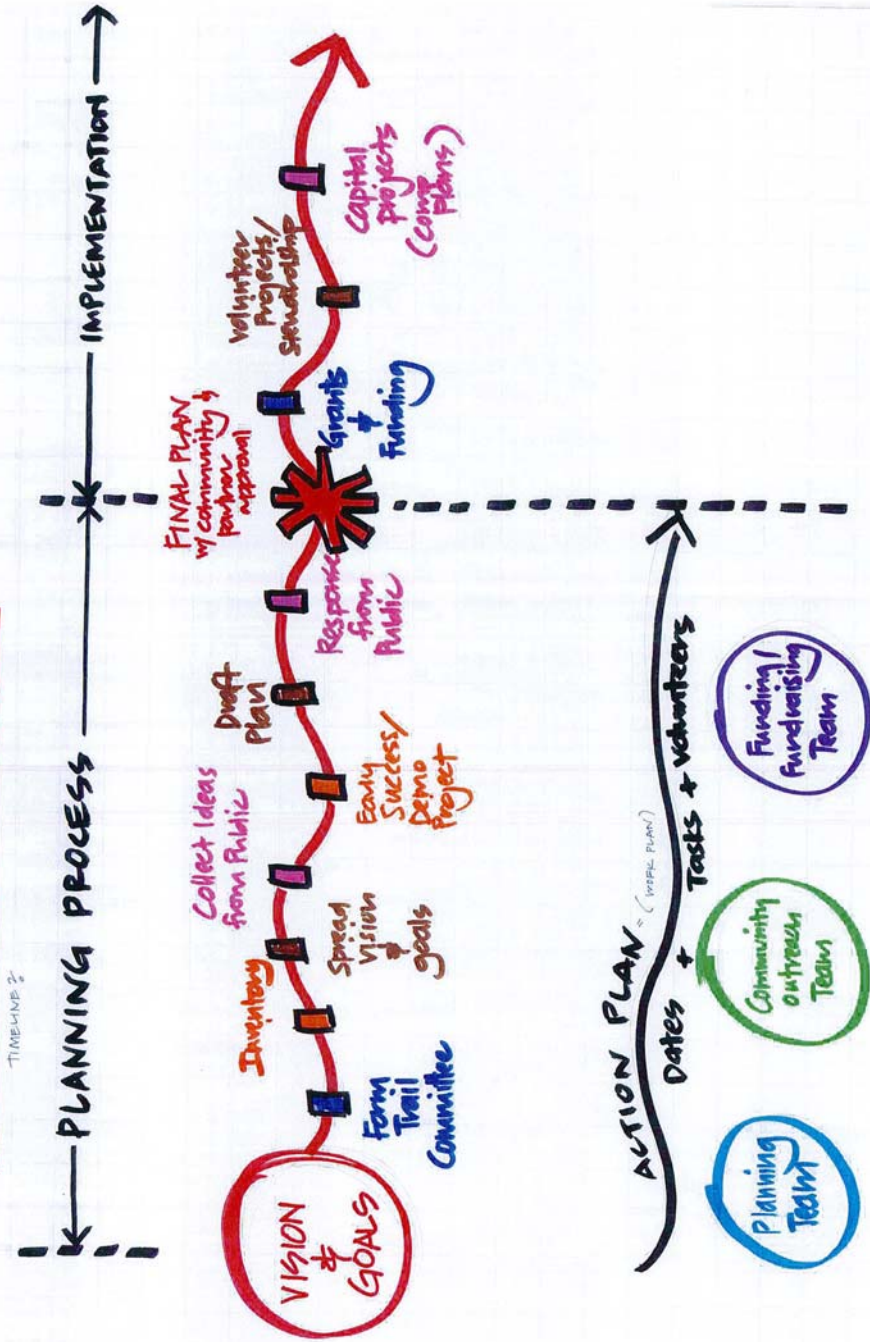 TIMELINE?
PLANNING PROCESS
IMPLEMENTATION
VISION
&
GOALS
Form
Trail
Committee
Inventory
Spread
Vision
&
goals
Collect Ideas
from Public
Early
Success/
Demo
Project
Draft
Plan
Response
from
Public
FINAL PLAN
w/ community &
partner
approval
Grants
&
Funding
Volunteer
Projects/
Stewardship
Capital
projects
(comp
Plans)
ACTION PLAN = (WORK PLAN)
Dates + Tasks + Volunteers
Planning
Team
Community
outreach
Team
Funding/
Fundraising
Team